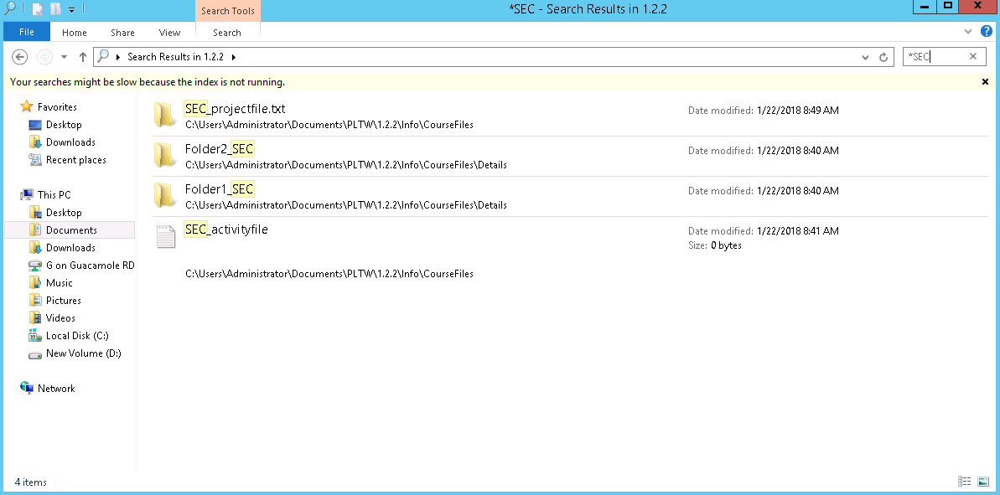 Search Tools
*SEC - Search Results in 1.2.2
File Home Share View Search
Search Results in 1.2.2
*SEC
Your searches might be slow because the index is not running.
Favorites
Desktop
Downloads
Recent places
This PC
Desktop
Documents
Downloads
G on Guacamole RD
Music
Pictures
Videos
Local Disk (C:)
New Volume (D:)
Network
SEC_projectfile.txt
Date modified: 1/22/2018 8:49 AM
C:\Users\Administrator\Documents\PLTW\1.2.2\Info\CourseFiles
Folder2_SEC
Date modified: 1/22/2018 8:40 AM
C:\Users\Administrator\Documents\PLTW\1.2.2\Info\CourseFiles\Details
Folder1_SEC
Date modified: 1/22/2018 8:40 AM
C:\Users\Administrator\Documents\PLTW\1.2.2\Info\CourseFiles\Details
SEC_activityfile
Date modified: 1/22/2018 8:41 AM
Size: 0 bytes
C:\Users\Administrator\Documents\PLTW\1.2.2\Info\CourseFiles
4 items